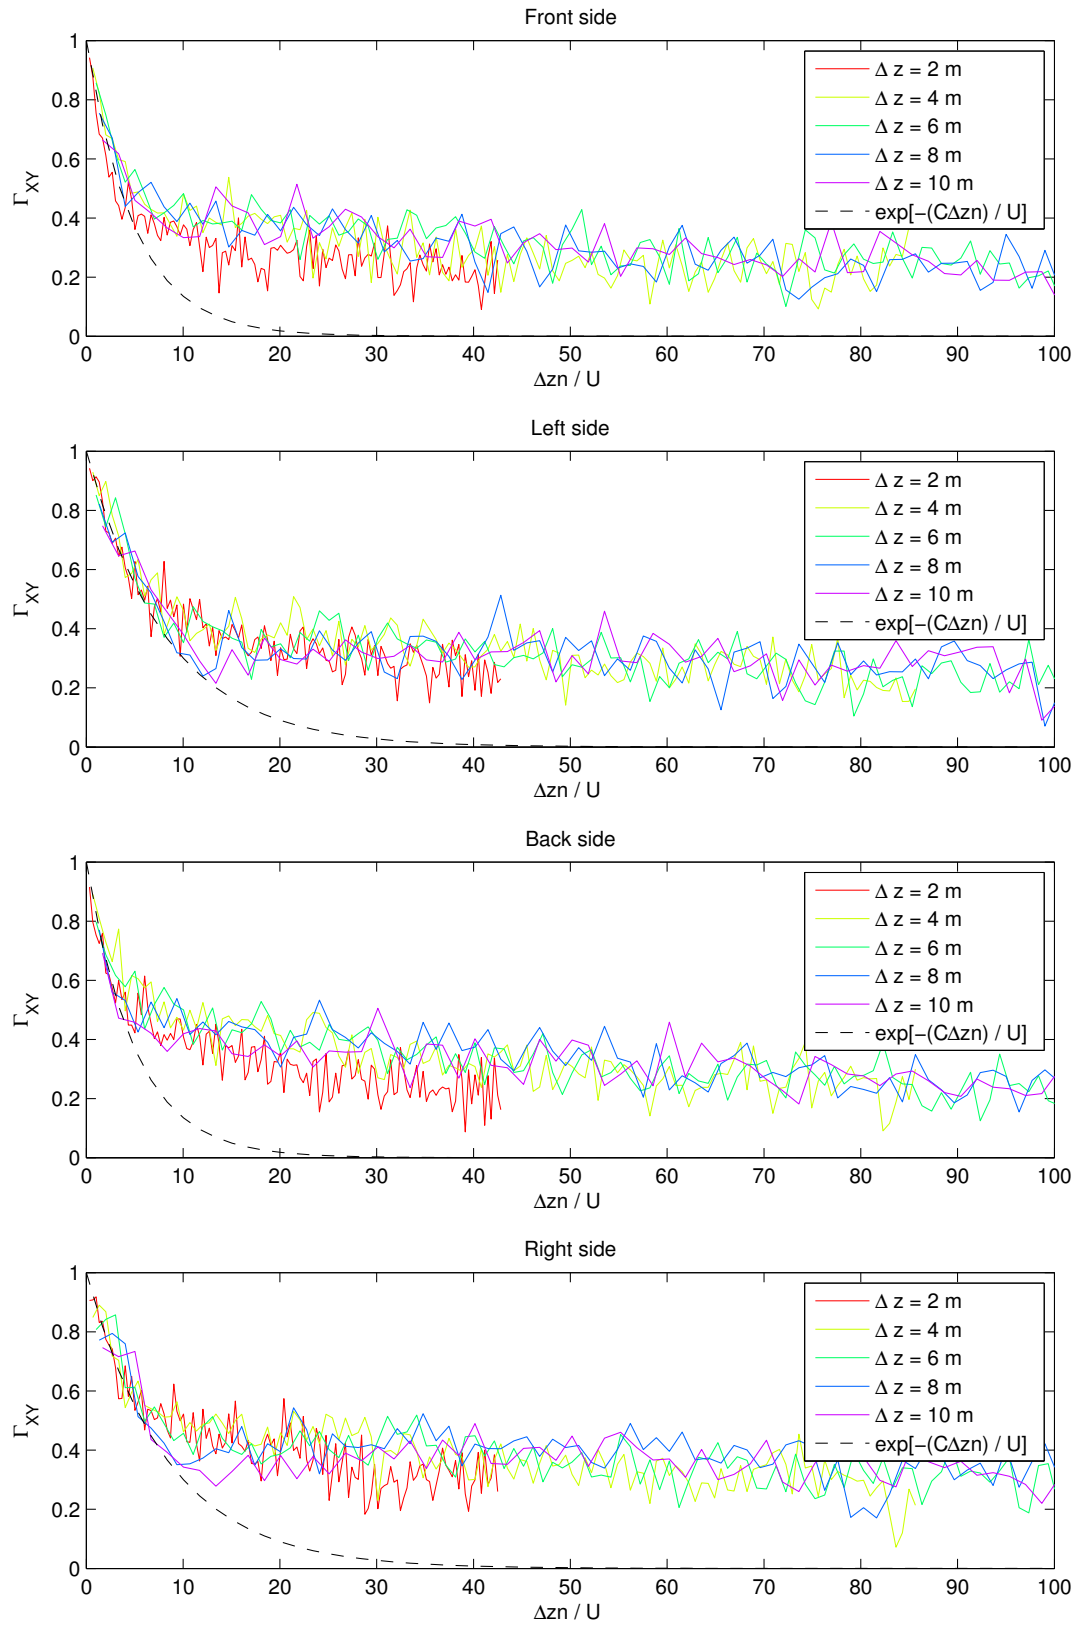 Front side
Γ_XY
1
0.8
0.6
0.4
0.2
0
Δ z = 2 m
Δ z = 4 m
Δ z = 6 m
Δ z = 8 m
Δ z = 10 m
exp[-(CΔzn) / U]
0 10 20 30 40 50 60 70 80 90 100
Δzn / U
Left side
Γ_XY
1
0.8
0.6
0.4
0.2
0
Δ z = 2 m
Δ z = 4 m
Δ z = 6 m
Δ z = 8 m
Δ z = 10 m
exp[-(CΔzn) / U]
0 10 20 30 40 50 60 70 80 90 100
Δzn / U
Back side
Γ_XY
1
0.8
0.6
0.4
0.2
0
Δ z = 2 m
Δ z = 4 m
Δ z = 6 m
Δ z = 8 m
Δ z = 10 m
exp[-(CΔzn) / U]
0 10 20 30 40 50 60 70 80 90 100
Δzn / U
Right side
Γ_XY
1
0.8
0.6
0.4
0.2
0
Δ z = 2 m
Δ z = 4 m
Δ z = 6 m
Δ z = 8 m
Δ z = 10 m
exp[-(CΔzn) / U]
0 10 20 30 40 50 60 70 80 90 100
Δzn / U